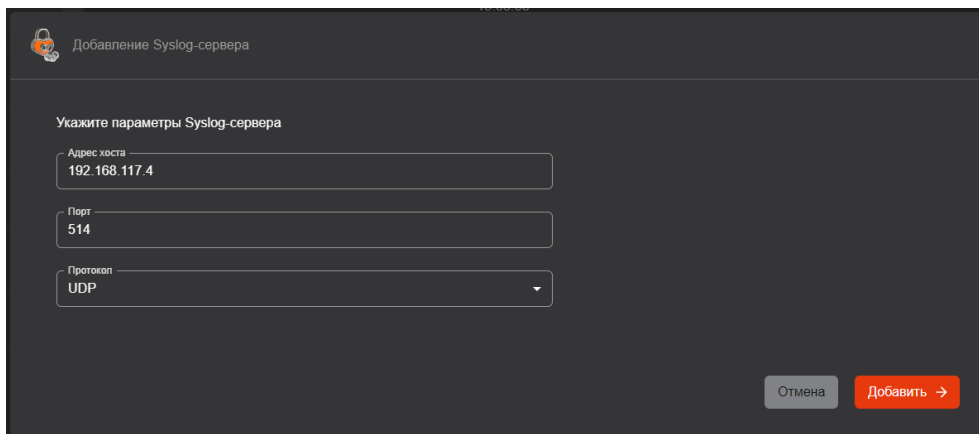 Добавление Syslog-сервера
Укажите параметры Syslog-сервера
Адрес хоста
192.168.117.4
Порт
514
Протокол
UDP
Отмена
Добавить →